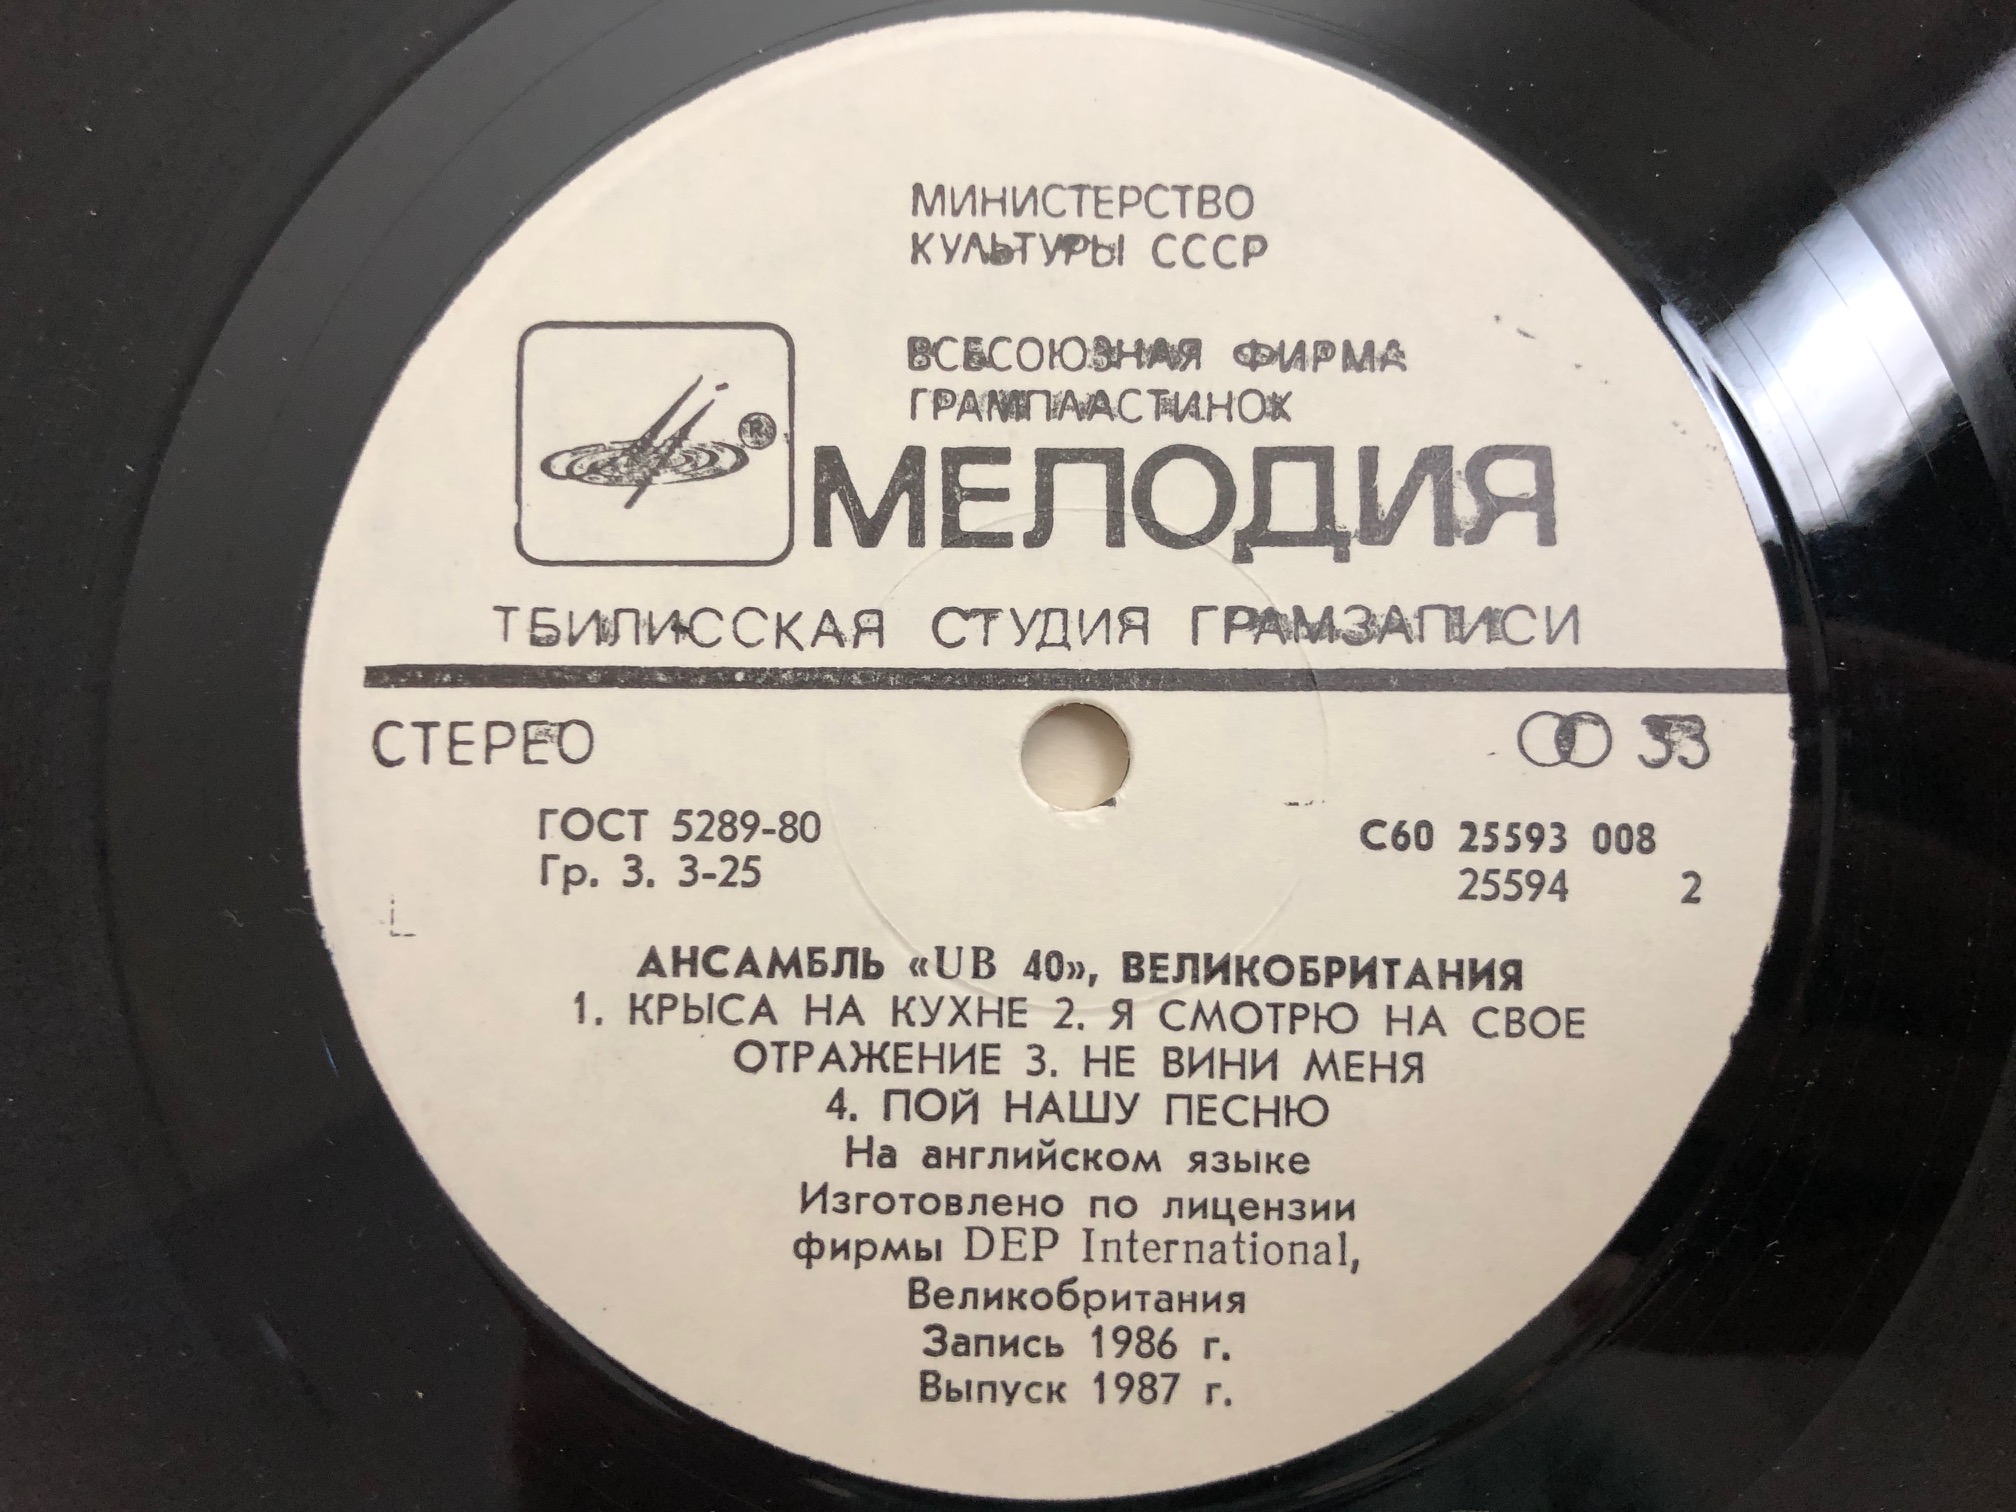 МИНИСТЕРСТВО
КУЛЬТУРЫ СССР
ВСЕСОЮЗНАЯ ФИРМА
ГРАМПЛАСТИНОК
®
МЕЛОДИЯ
ТБИЛИССКАЯ СТУДИЯ ГРАМЗАПИСИ
СТЕРЕО
33
ГОСТ 5289-80
Гр. 3. 3-25
С60 25593 008
25594 2
АНСАМБЛЬ «UB 40», ВЕЛИКОБРИТАНИЯ
1. КРЫСА НА КУХНЕ 2. Я СМОТРЮ НА СВОЕ
ОТРАЖЕНИЕ 3. НЕ ВИНИ МЕНЯ
4. ПОЙ НАШУ ПЕСНЮ
На английском языке
Изготовлено по лицензии
фирмы DEP International,
Великобритания
Запись 1986 г.
Выпуск 1987 г.